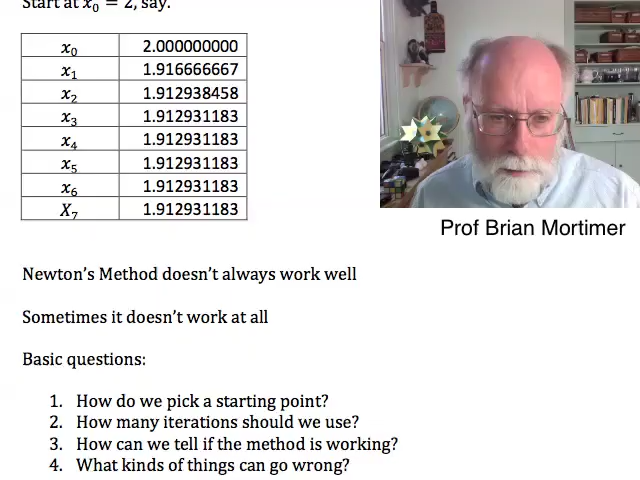 Start at x₀ = 2, say.
x₀ 2.000000000
x₁ 1.916666667
x₂ 1.912938458
x₃ 1.912931183
x₄ 1.912931183
x₅ 1.912931183
x₆ 1.912931183
X₇ 1.912931183
Prof Brian Mortimer
Newton's Method doesn't always work well
Sometimes it doesn't work at all
Basic questions:
1. How do we pick a starting point?
2. How many iterations should we use?
3. How can we tell if the method is working?
4. What kinds of things can go wrong?